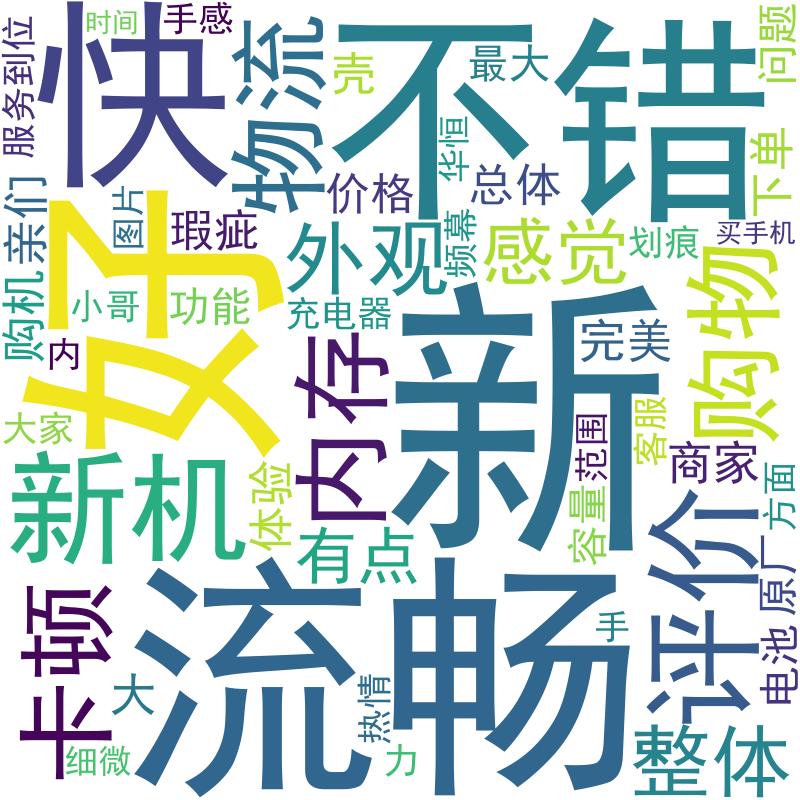 快
时间
手感
物流
不错
壳
最大
问题
服务到位
华恒
下单
亲们
图片
瑕疵
价格
总体
外观
频幕
感觉
划痕
买手机
好
购机
小哥
功能
充电器
内
内存
新
完美
购物
大家
新机
体验
有点
范围
客服
商家
容量
方面
卡顿
大
流畅
手
评价
原厂
电池
热情
细微
力
整体